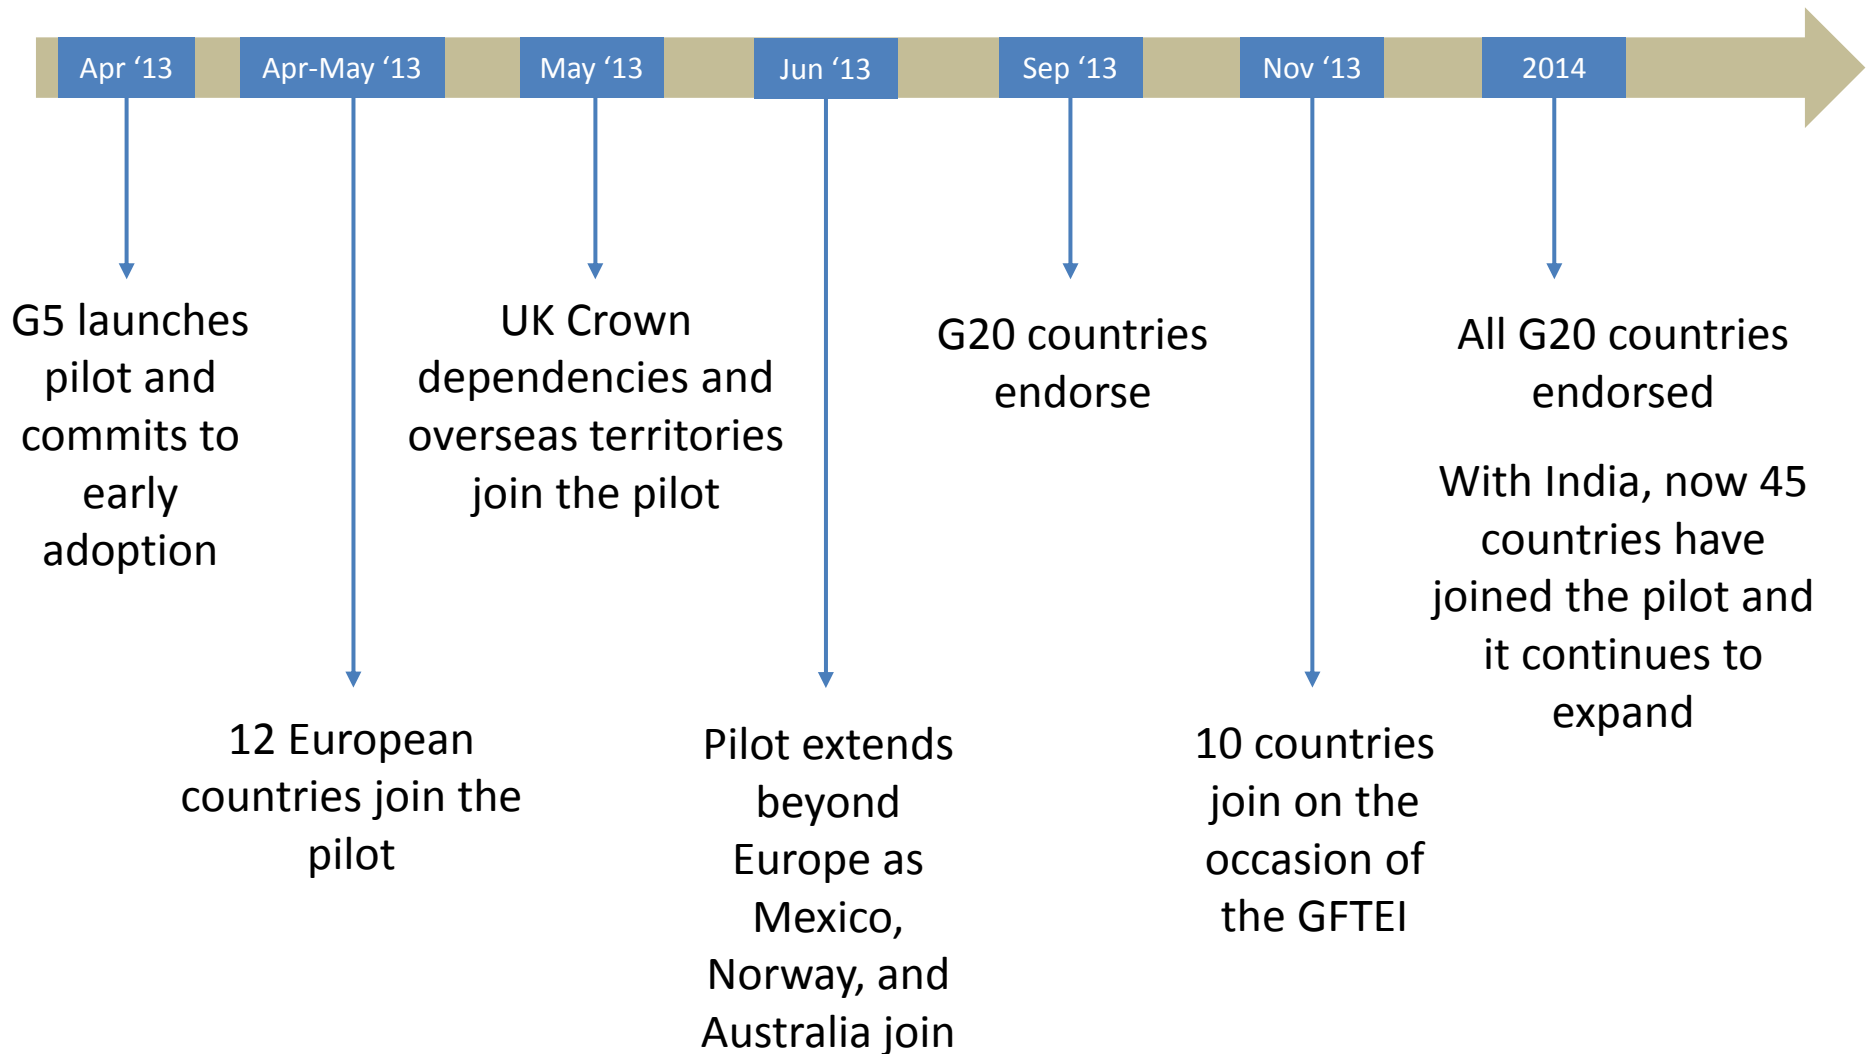 Apr ‘13
Apr-May ‘13
May ‘13
Jun ‘13
Sep ‘13
Nov ‘13
2014
G5 launches
pilot and
commits to
early
adoption
12 European
countries join the
pilot
UK Crown
dependencies and
overseas territories
join the pilot
Pilot extends
beyond
Europe as
Mexico,
Norway, and
Australia join
G20 countries
endorse
10 countries
join on the
occasion of
the GFTEI
All G20 countries
endorsed
With India, now 45
countries have
joined the pilot and
it continues to
expand